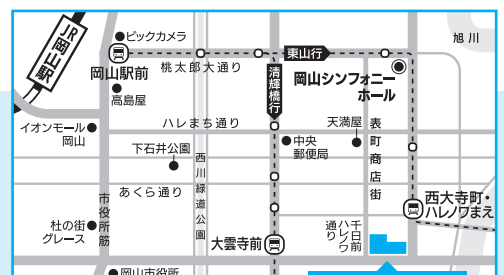 JR岡山駅
ビックカメラ
旭川
岡山駅前
桃太郎大通り
東山行
清輝橋行
岡山シンフォニー
ホール
高島屋
イオンモール
岡山
ハレまち通り
天満屋
表町商店街
中央
郵便局
下石井公園
西川緑道公園
あくら通り
市役所筋
杜の街
グレース
西大寺町・
ハレノワまえ
千日前
ハレノワ
通り
大雲寺前
岡山市役所